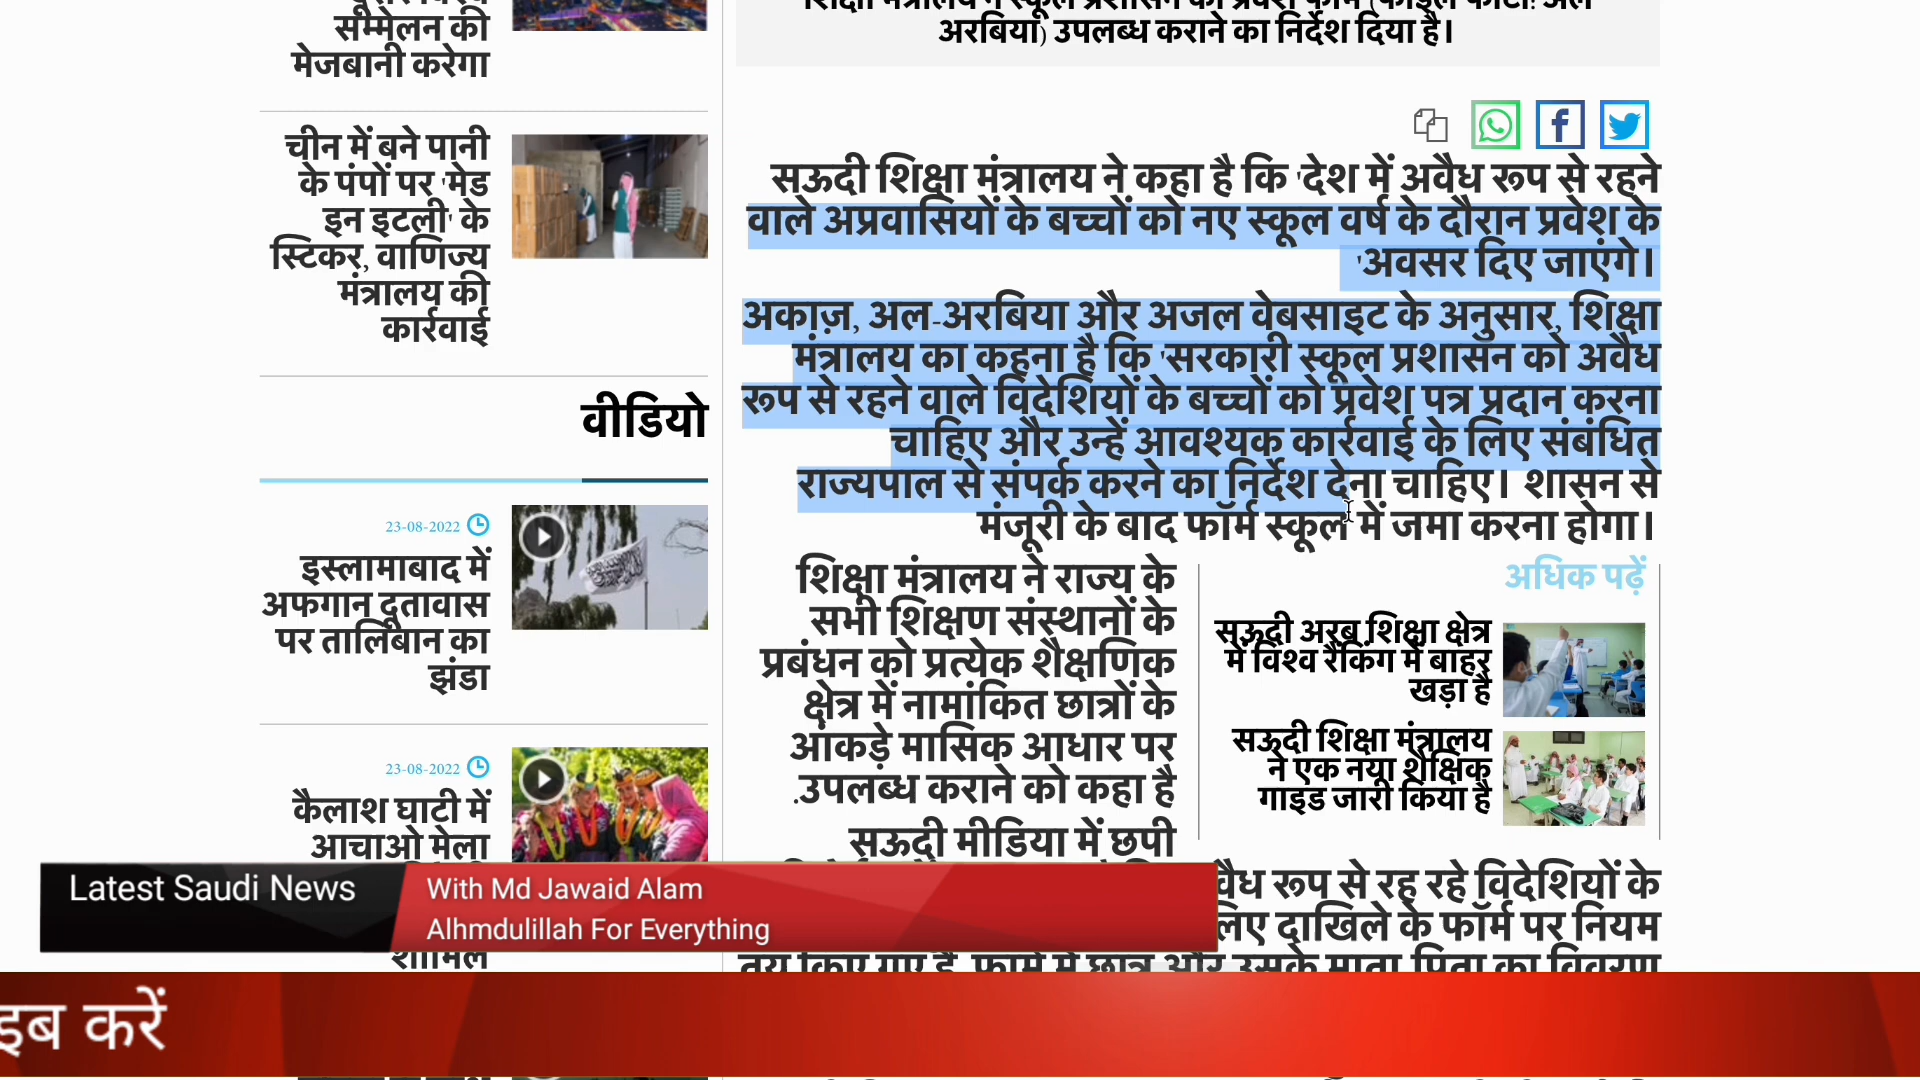 सम्मेलन की
मेजबानी करेगा
चीन में बने पानी
के पंपों पर 'मेड
इन इटली' के
स्टिकर, वाणिज्य
मंत्रालय की
कार्रवाई
वीडियो
23-08-2022
इस्लामाबाद में
अफगान दूतावास
पर तालिबान का
झंडा
23-08-2022
कैलाश घाटी में
आचाओ मेला
शामिल
अरबिया) उपलब्ध कराने का निर्देश दिया है।
सऊदी शिक्षा मंत्रालय ने कहा है कि 'देश में अवैध रूप से रहने
वाले अप्रवासियों के बच्चों को नए स्कूल वर्ष के दौरान प्रवेश के
'अवसर दिए जाएंगे।
अकाज़, अल-अरबिया और अजल वेबसाइट के अनुसार, शिक्षा
मंत्रालय का कहना है कि 'सरकारी स्कूल प्रशासन को अवैध
रूप से रहने वाले विदेशियों के बच्चों को प्रवेश पत्र प्रदान करना
चाहिए और उन्हें आवश्यक कार्रवाई के लिए संबंधित
राज्यपाल से संपर्क करने का निर्देश देना चाहिए। शासन से
मंजूरी के बाद फॉर्म स्कूल में जमा करना होगा।
अधिक पढ़ें
सऊदी अरब शिक्षा क्षेत्र
में विश्व रैंकिंग में बाहर
खड़ा है
सऊदी शिक्षा मंत्रालय
ने एक नया शैक्षिक
गाइड जारी किया है
शिक्षा मंत्रालय ने राज्य के
सभी शिक्षण संस्थानों के
प्रबंधन को प्रत्येक शैक्षणिक
क्षेत्र में नामांकित छात्रों के
आंकड़े मासिक आधार पर
.उपलब्ध कराने को कहा है
सऊदी मीडिया में छपी
वैध रूप से रह रहे विदेशियों के
लिए दाखिले के फॉर्म पर नियम
तय किए गए हैं. फार्म में छात्र और उसके माता पिता का विवरण
Latest Saudi News
With Md Jawaid Alam
Alhmdulillah For Everything
इब करें